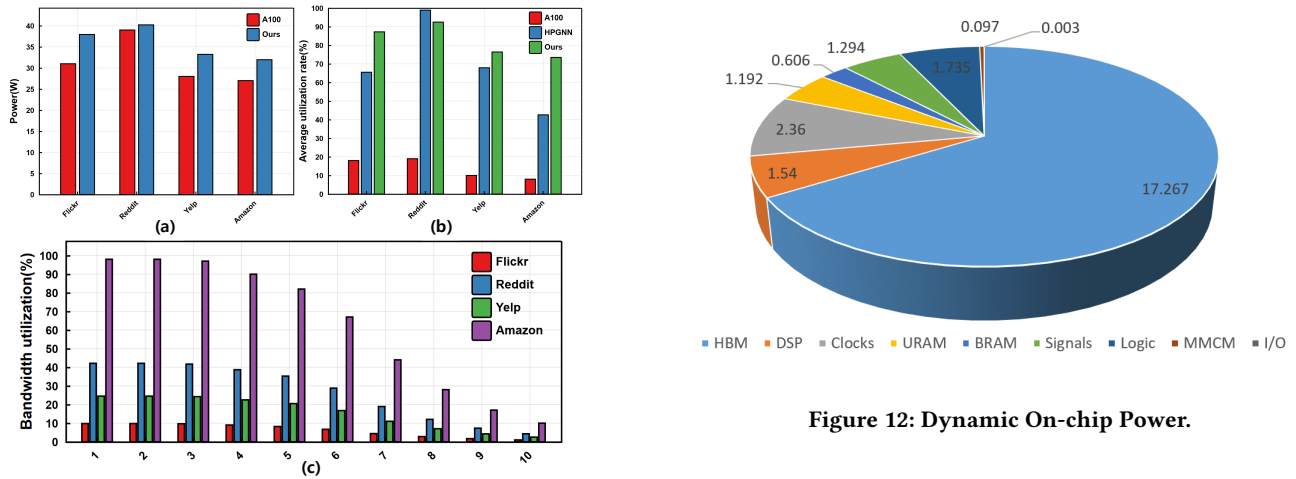 Power(W)
40
35
30
25
20
15
10
5
0
A100
Ours
Flickr
Reddit
Yelp
Amazon
(a)
Average utilization rate(%)
100
90
80
70
60
50
40
30
20
10
0
A100
HPGNN
Ours
Flickr
Reddit
Yelp
Amazon
(b)
Bandwidth utilization(%)
100
90
80
70
60
50
40
30
20
10
0
Flickr
Reddit
Yelp
Amazon
1 2 3 4 5 6 7 8 9 10
(c)
0.097
0.003
1.294
0.606
1.735
1.192
2.36
1.54
17.267
HBM DSP Clocks URAM BRAM Signals Logic MMCM I/O
Figure 12: Dynamic On-chip Power.